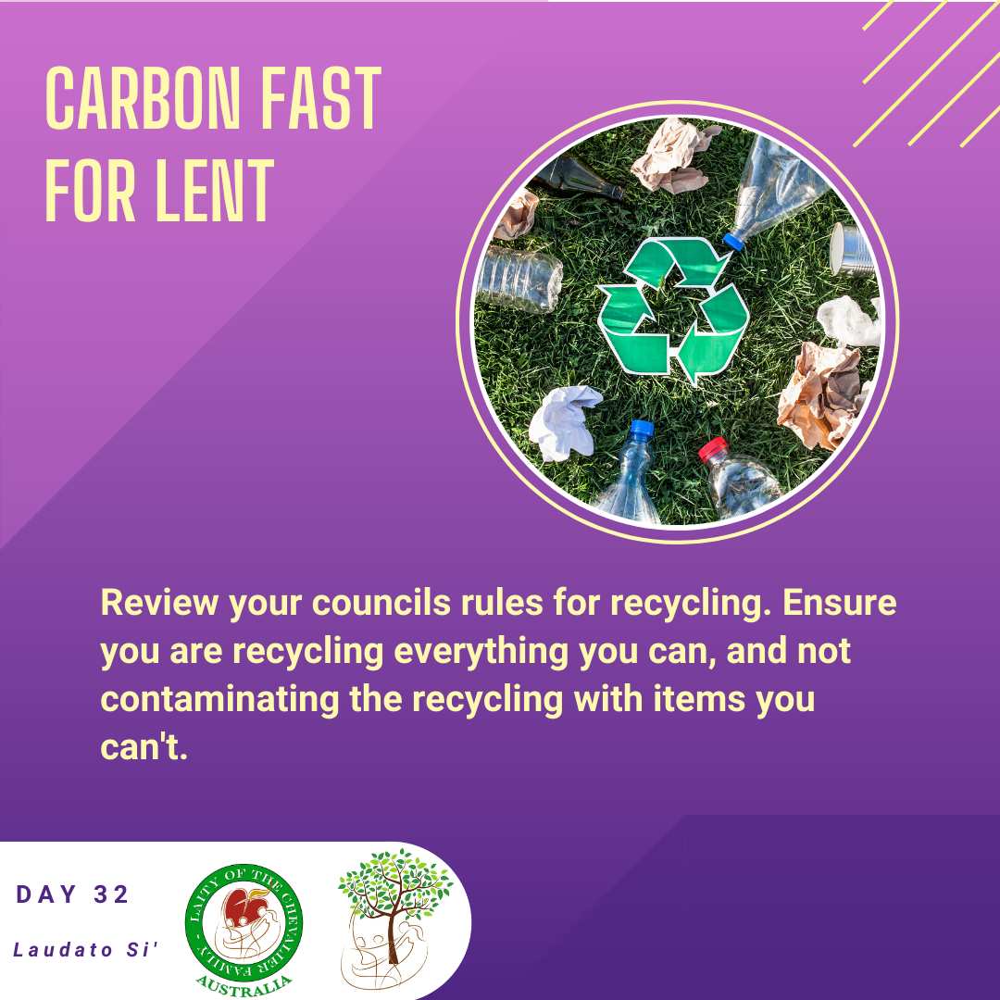 CARBON FAST
FOR LENT
Review your councils rules for recycling. Ensure
you are recycling everything you can, and not
contaminating the recycling with items you
can't.
DAY 32
Laudato Si'
LAITY OF THE CHEVALIER FAMILY -
AUSTRALIA